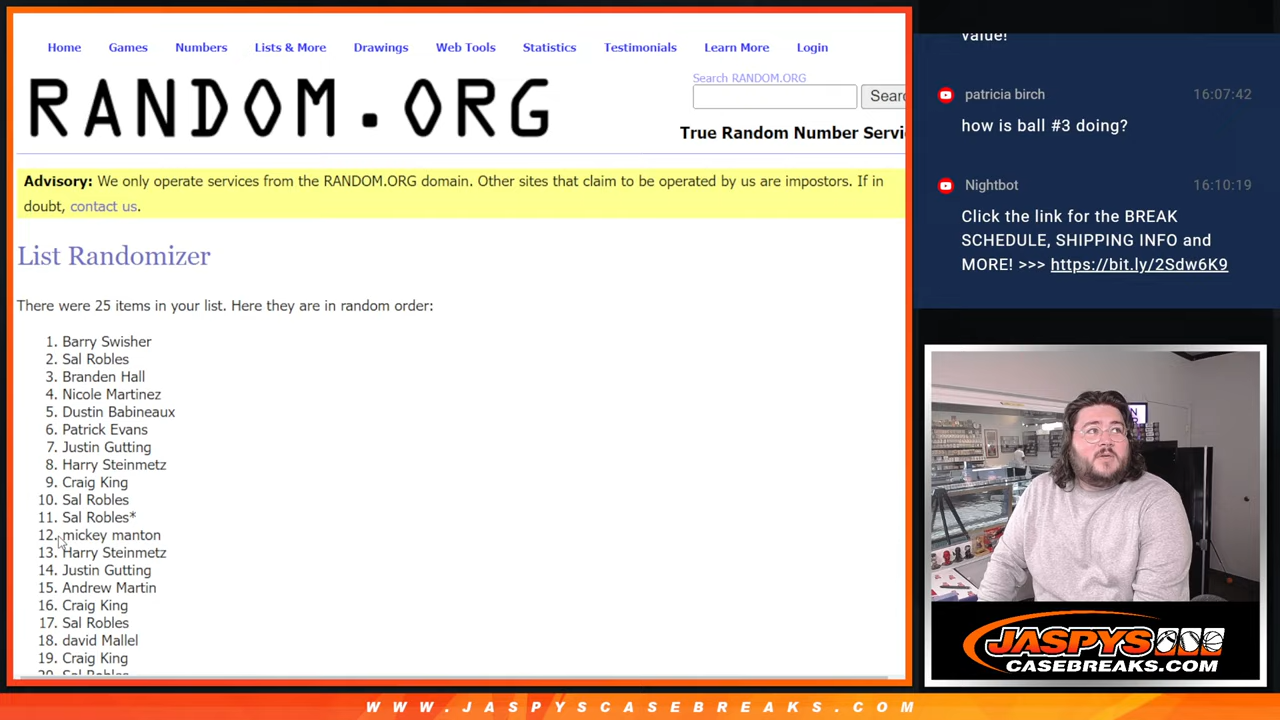 Home Games Numbers Lists & More Drawings Web Tools Statistics Testimonials Learn More Login
RANDOM.ORG
Search RANDOM.ORG
True Random Number Servi
Advisory: We only operate services from the RANDOM.ORG domain. Other sites that claim to be operated by us are impostors. If in
doubt, contact us.
List Randomizer
There were 25 items in your list. Here they are in random order:
1. Barry Swisher
2. Sal Robles
3. Branden Hall
4. Nicole Martinez
5. Dustin Babineaux
6. Patrick Evans
7. Justin Gutting
8. Harry Steinmetz
9. Craig King
10. Sal Robles
11. Sal Robles*
12. mickey manton
13. Harry Steinmetz
14. Justin Gutting
15. Andrew Martin
16. Craig King
17. Sal Robles
18. david Mallel
19. Craig King
20. Sal Robles
value!
patricia birch 16:07:42
how is ball #3 doing?
Nightbot 16:10:19
Click the link for the BREAK
SCHEDULE, SHIPPING INFO and
MORE! >>> https://bit.ly/2Sdw6K9
JASPYS
CASEBREAKS.COM
WWW.JASPYSCASEBREAKS.COM